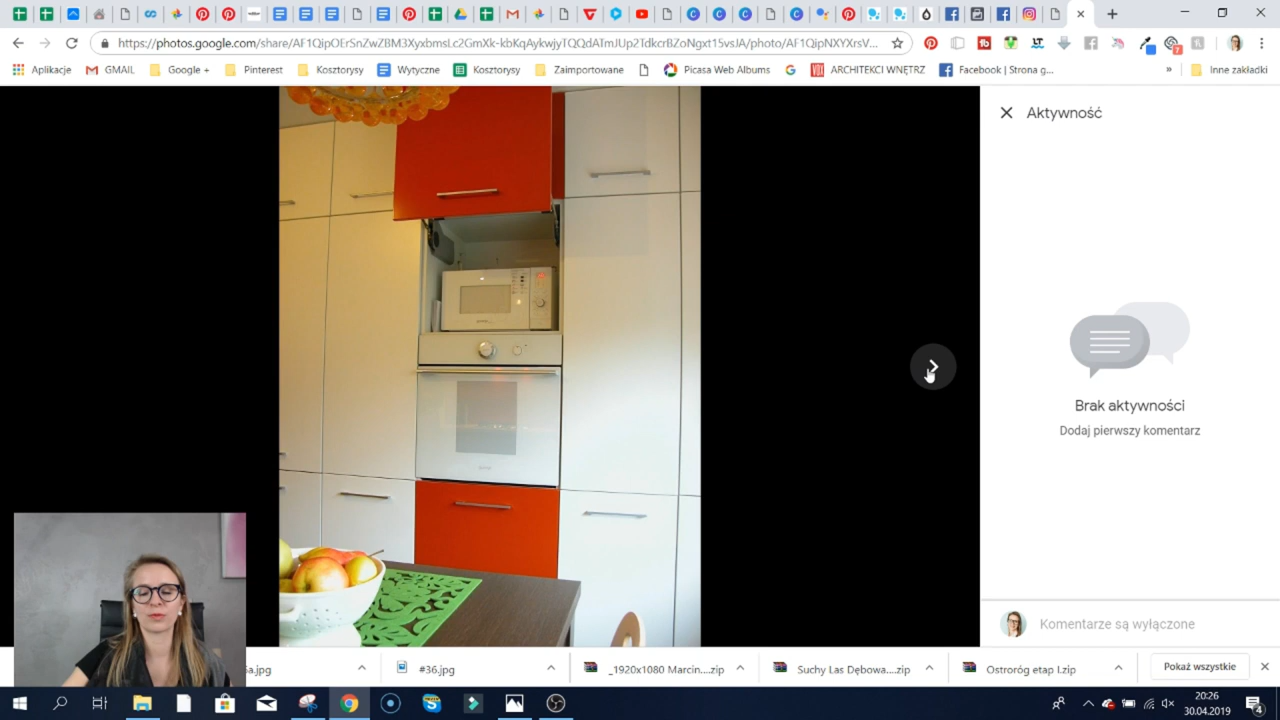 https://photos.google.com/share/AF1QipOErSnZwZBM3XyxbmsLc2GmXk-kbKqAykwjyTQQdATmJUp2TdkcrBZoNgxt15vsJA/photo/AF1QipNXYXrsV...
Aplikacje
GMAIL
Google +
Pinterest
Kosztorysy
Wytyczne
Kosztorysy
Zaimportowane
Picasa Web Albums
ARCHITEKCI WNĘTRZ
Facebook | Strona g...
»
Inne zakładki
Aktywność
Brak aktywności
Dodaj pierwszy komentarz
Komentarze są wyłączone
a.jpg
#36.jpg
_1920x1080 Marcin....zip
Suchy Las Dębowa....zip
Ostroróg etap I.zip
Pokaż wszystkie
20:26
30.04.2019
4